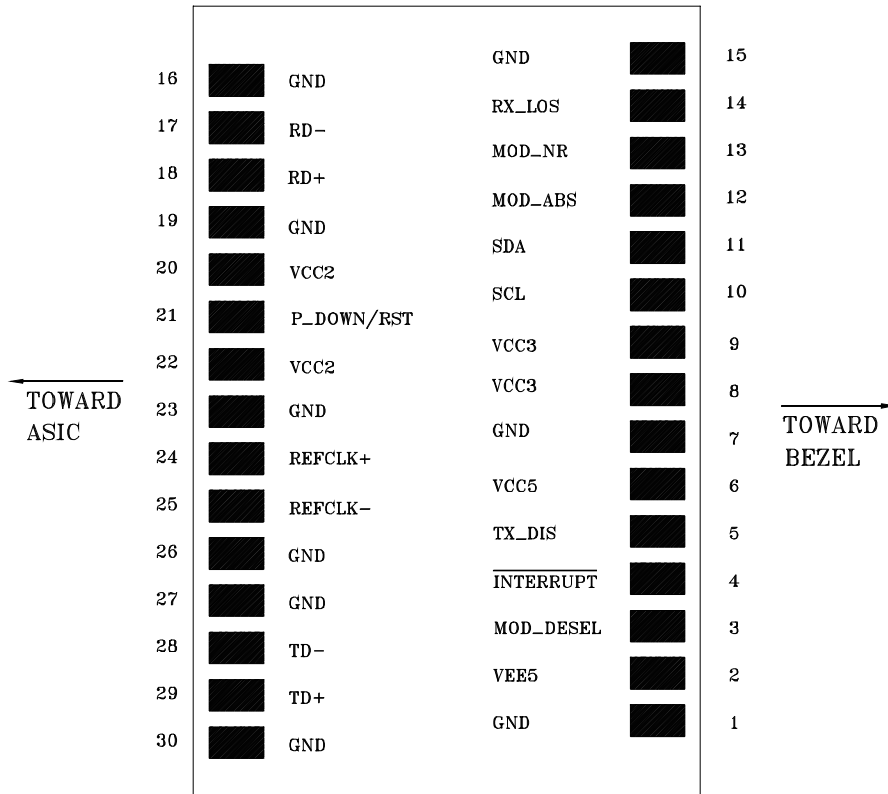 GND 15
16 GND
RX_LOS 14
17 RD-
MOD_NR 13
18 RD+
MOD_ABS 12
19 GND
SDA 11
20 VCC2
SCL 10
21 P_DOWN/RST
VCC3 9
22 VCC2
VCC3 8
TOWARD
ASIC
23 GND
GND 7
TOWARD
BEZEL
24 REFCLK+
VCC5 6
25 REFCLK-
TX_DIS 5
26 GND
INTERRUPT 4
27 GND
MOD_DESEL 3
28 TD-
VEE5 2
29 TD+
GND 1
30 GND